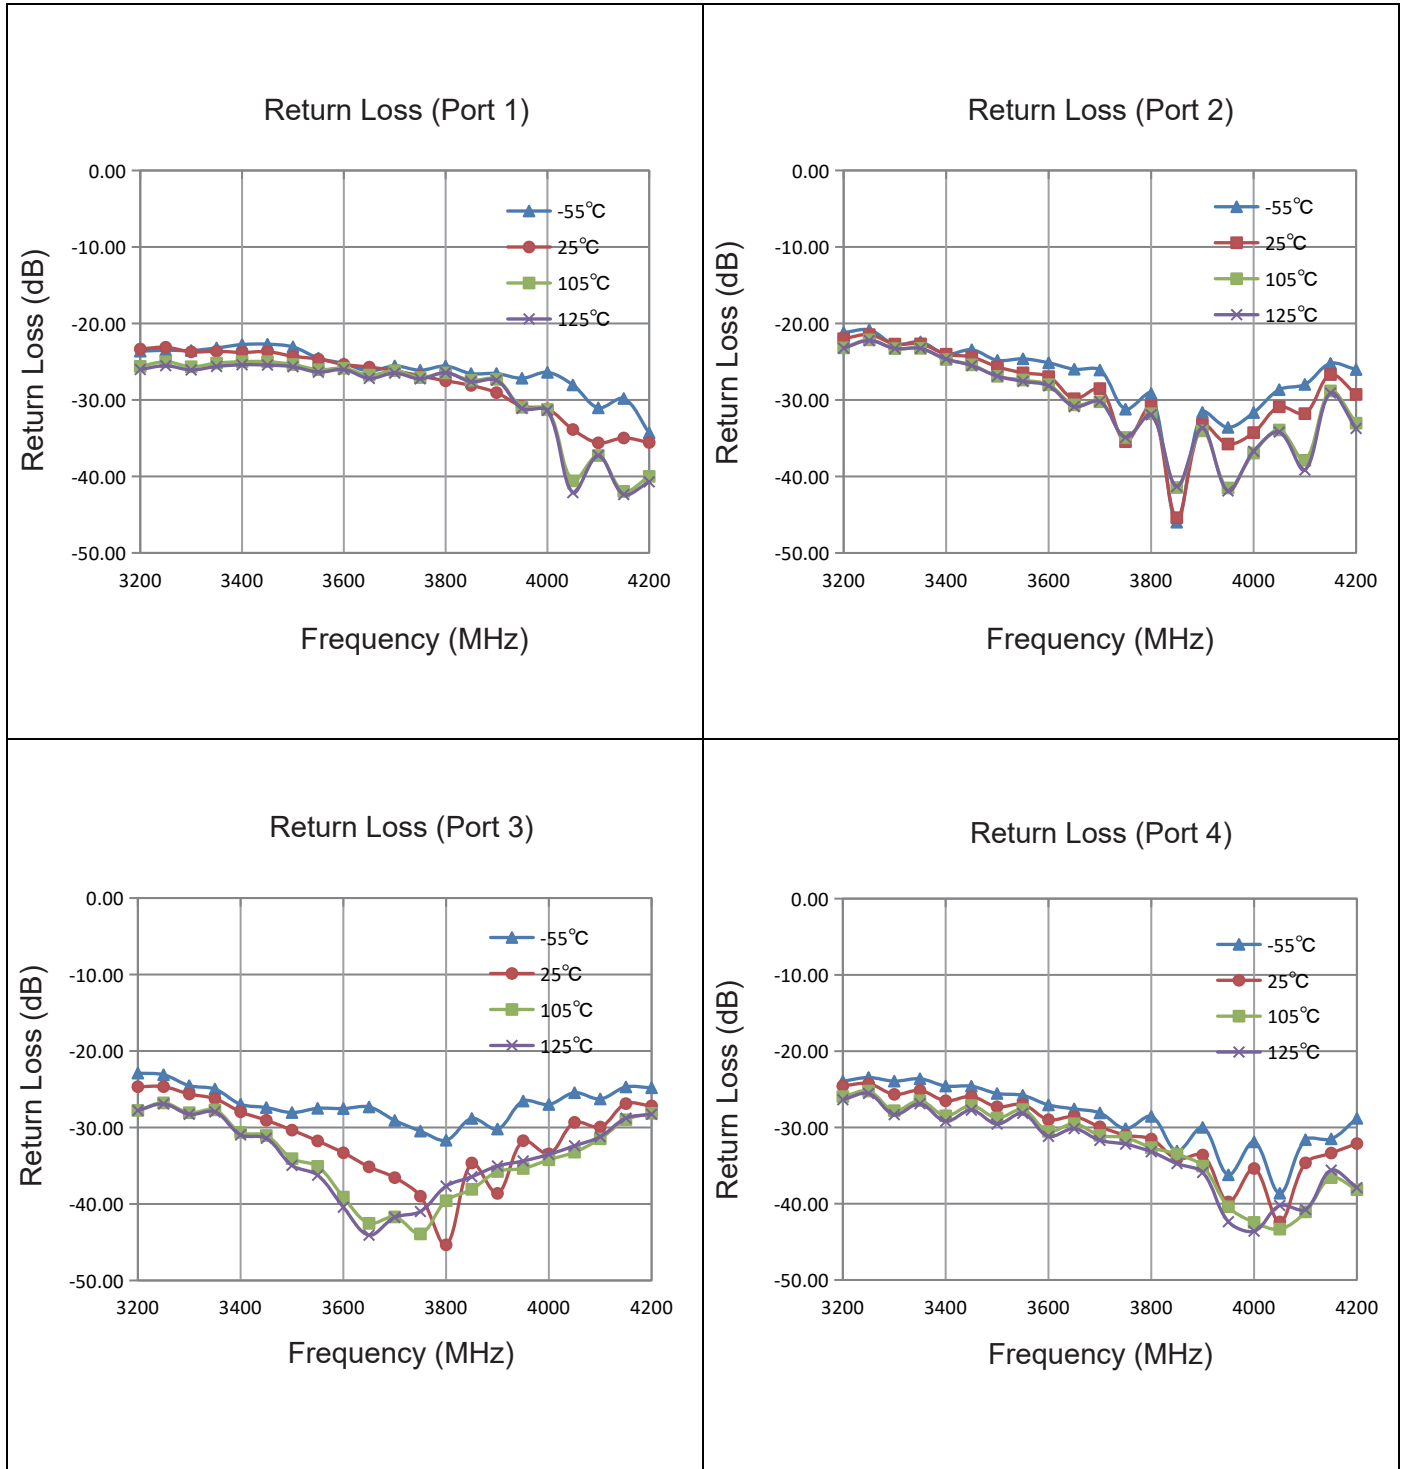 Return Loss (Port 1)
Return Loss (dB)
0.00
-10.00
-20.00
-30.00
-40.00
-50.00
-55℃
25℃
105℃
125℃
3200 3400 3600 3800 4000 4200
Frequency (MHz)
Return Loss (Port 2)
Return Loss (dB)
0.00
-10.00
-20.00
-30.00
-40.00
-50.00
-55℃
25℃
105℃
125℃
3200 3400 3600 3800 4000 4200
Frequency (MHz)
Return Loss (Port 3)
Return Loss (dB)
0.00
-10.00
-20.00
-30.00
-40.00
-50.00
-55℃
25℃
105℃
125℃
3200 3400 3600 3800 4000 4200
Frequency (MHz)
Return Loss (Port 4)
Return Loss (dB)
0.00
-10.00
-20.00
-30.00
-40.00
-50.00
-55℃
25℃
105℃
125℃
3200 3400 3600 3800 4000 4200
Frequency (MHz)